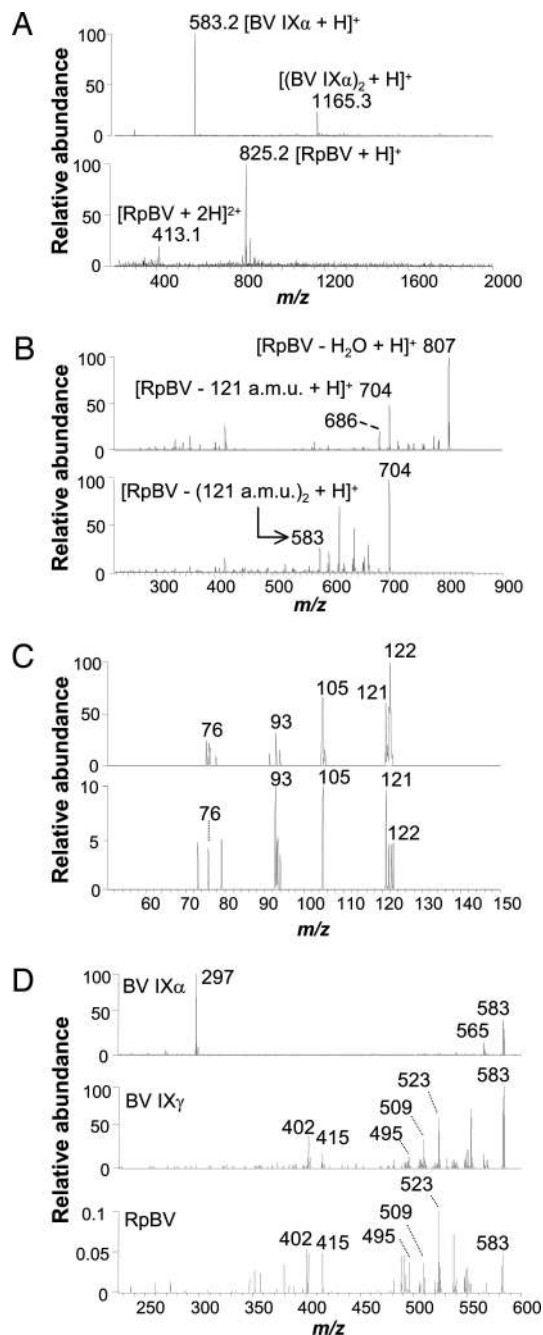 A
583.2 [BV IXα + H]⁺
[(BV IXα)₂ + H]⁺
1165.3
100
50
0
825.2 [RpBV + H]⁺
[RpBV + 2H]²⁺
413.1
100
50
0
400 800 1200 1600 2000
m/z
Relative abundance
B
[RpBV - H₂O + H]⁺ 807
[RpBV - 121 a.m.u. + H]⁺ 704
686
100
50
0
704
[RpBV - (121 a.m.u.)₂ + H]⁺
583
100
50
0
300 400 500 600 700 800 900
m/z
Relative abundance
C
122
105
121
93
76
100
50
0
93
105
121
76
122
10
5
0
60 70 80 90 100 110 120 130 140 150
m/z
Relative abundance
D
BV IXα
297
583
565
100
50
0
BV IXγ
583
523
509
495
402 415
100
50
0
RpBV
523
509
495
402 415
583
0.1
0.05
0
250 300 350 400 450 500 550 600
m/z
Relative abundance